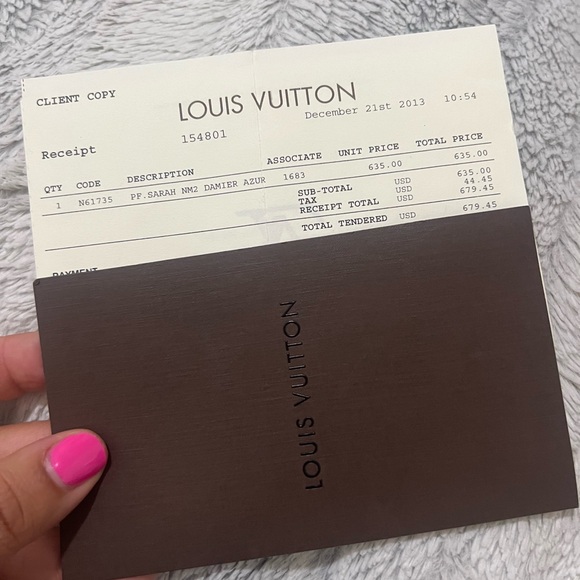 CLIENT COPY
LOUIS VUITTON
December 21st 2013 10:54
154801
Receipt
QTY CODE DESCRIPTION ASSOCIATE UNIT PRICE TOTAL PRICE
1 N61735 PF.SARAH NM2 DAMIER AZUR 1683 635.00 635.00
SUB-TOTAL USD 635.00
TAX USD 44.45
RECEIPT TOTAL USD 679.45
TOTAL TENDERED USD 679.45
PAYMENT
LOUIS VUITTON